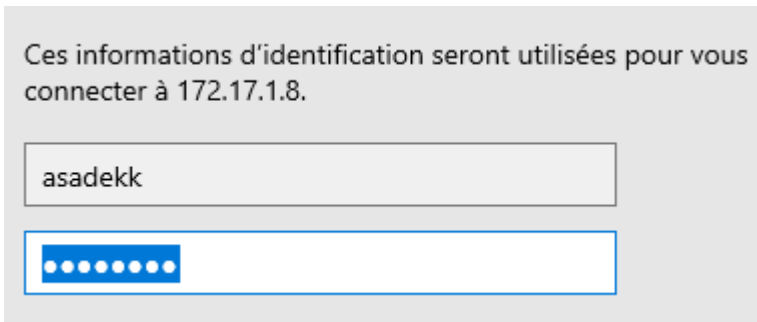 Ces informations d’identification seront utilisées pour vous
connecter à 172.17.1.8.
asadekk
••••••••